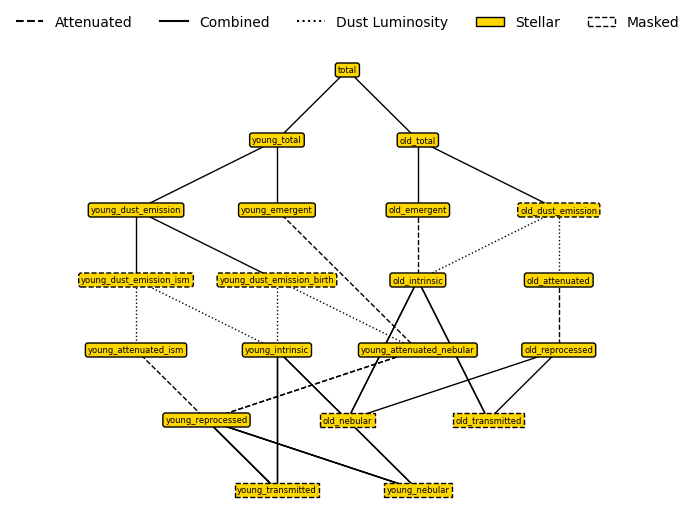 Attenuated Combined Dust Luminosity Stellar Masked
total
young_total old_total
young_dust_emission young_emergent old_emergent old_dust_emission
young_dust_emission_ism young_dust_emission_birth old_intrinsic old_attenuated
young_attenuated_ism young_intrinsic young_attenuated_nebular old_reprocessed
young_reprocessed old_nebular old_transmitted
young_transmitted young_nebular